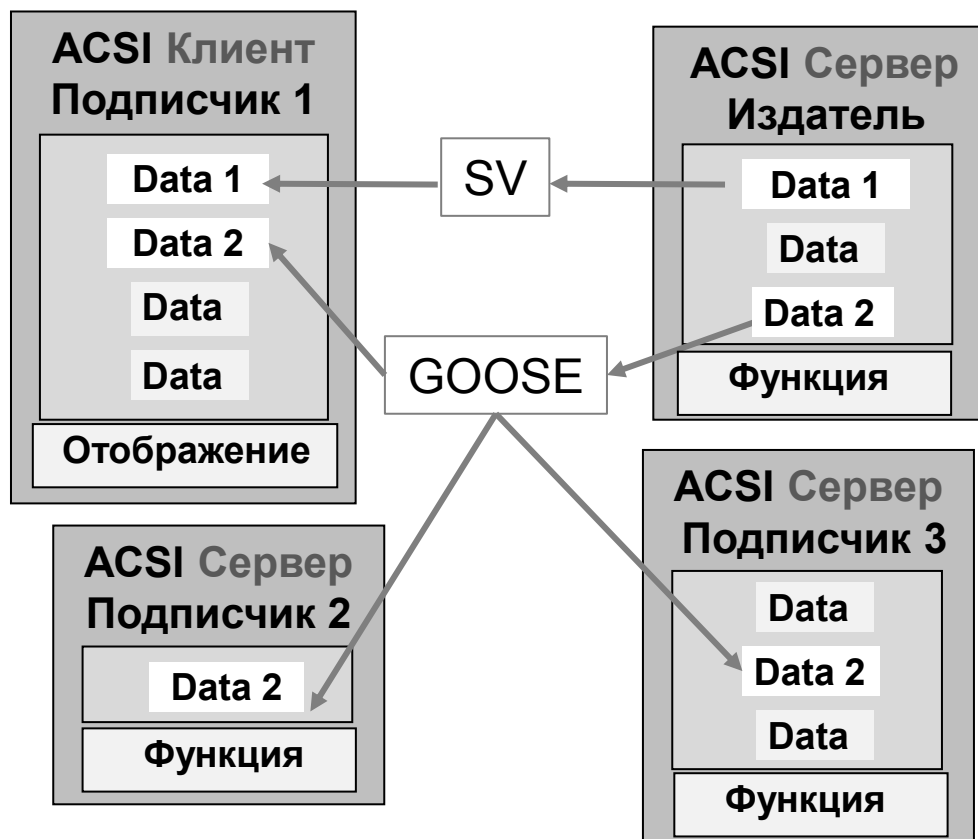 ACSI Клиент
Подписчик 1
Data 1
Data 2
Data
Data
Отображение
SV
GOOSE
ACSI Сервер
Издатель
Data 1
Data
Data 2
Функция
ACSI Сервер
Подписчик 2
Data 2
Функция
ACSI Сервер
Подписчик 3
Data
Data 2
Data
Функция